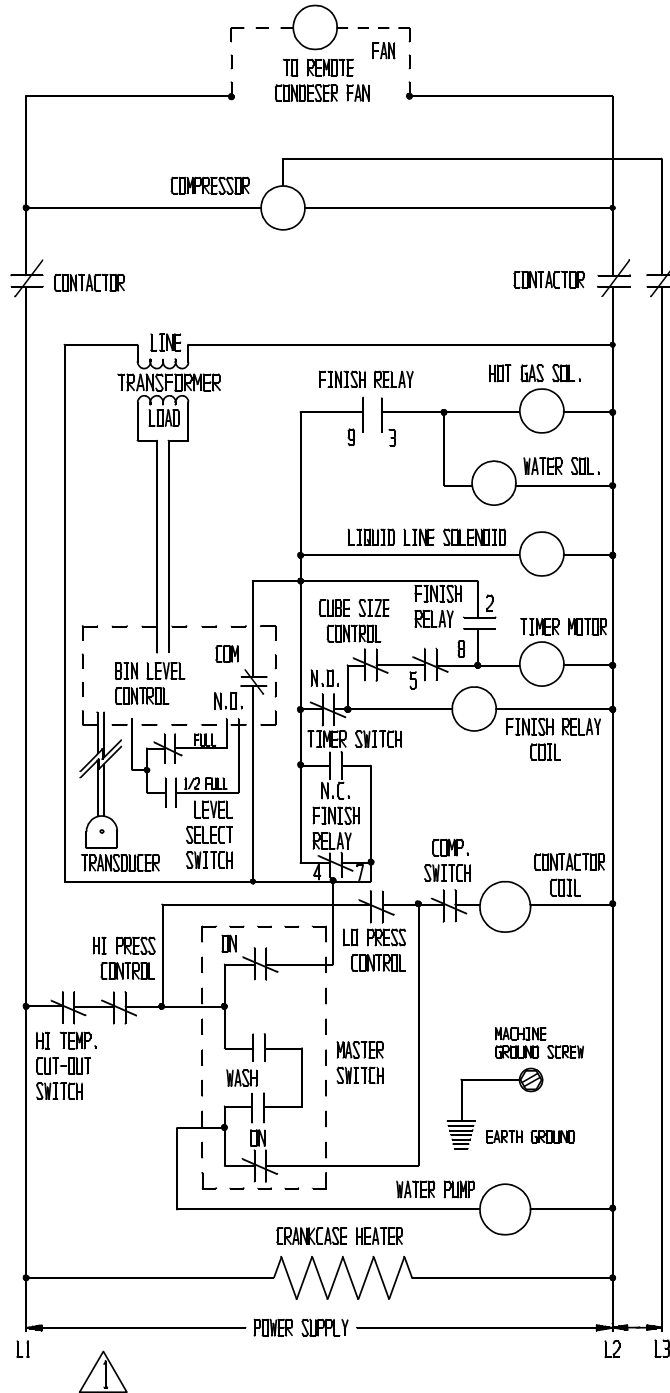 FAN
TO REMOTE
CONDESER FAN
COMPRESSOR
CONTACTOR
CONTACTOR
LINE
TRANSFORMER
LOAD
FINISH RELAY
9 3
HOT GAS SOL.
WATER SOL.
LIQUID LINE SOLENOID
CUBE SIZE
CONTROL
FINISH
RELAY
2
8
5
TIMER MOTOR
BIN LEVEL
CONTROL
COM
N.O.
N.O.
TIMER SWITCH
FINISH RELAY
COIL
FULL
1/2 FULL
LEVEL
SELECT
SWITCH
TRANSDUCER
N.C.
FINISH
RELAY
4 7
COMP.
SWITCH
CONTACTOR
COIL
LO PRESS
CONTROL
HI PRESS
CONTROL
ON
HI TEMP.
CUT-OUT
SWITCH
WASH
MASTER
SWITCH
ON
MACHINE
GROUND SCREW
EARTH GROUND
WATER PUMP
CRANKCASE HEATER
POWER SUPPLY
L1 L2 L3
1